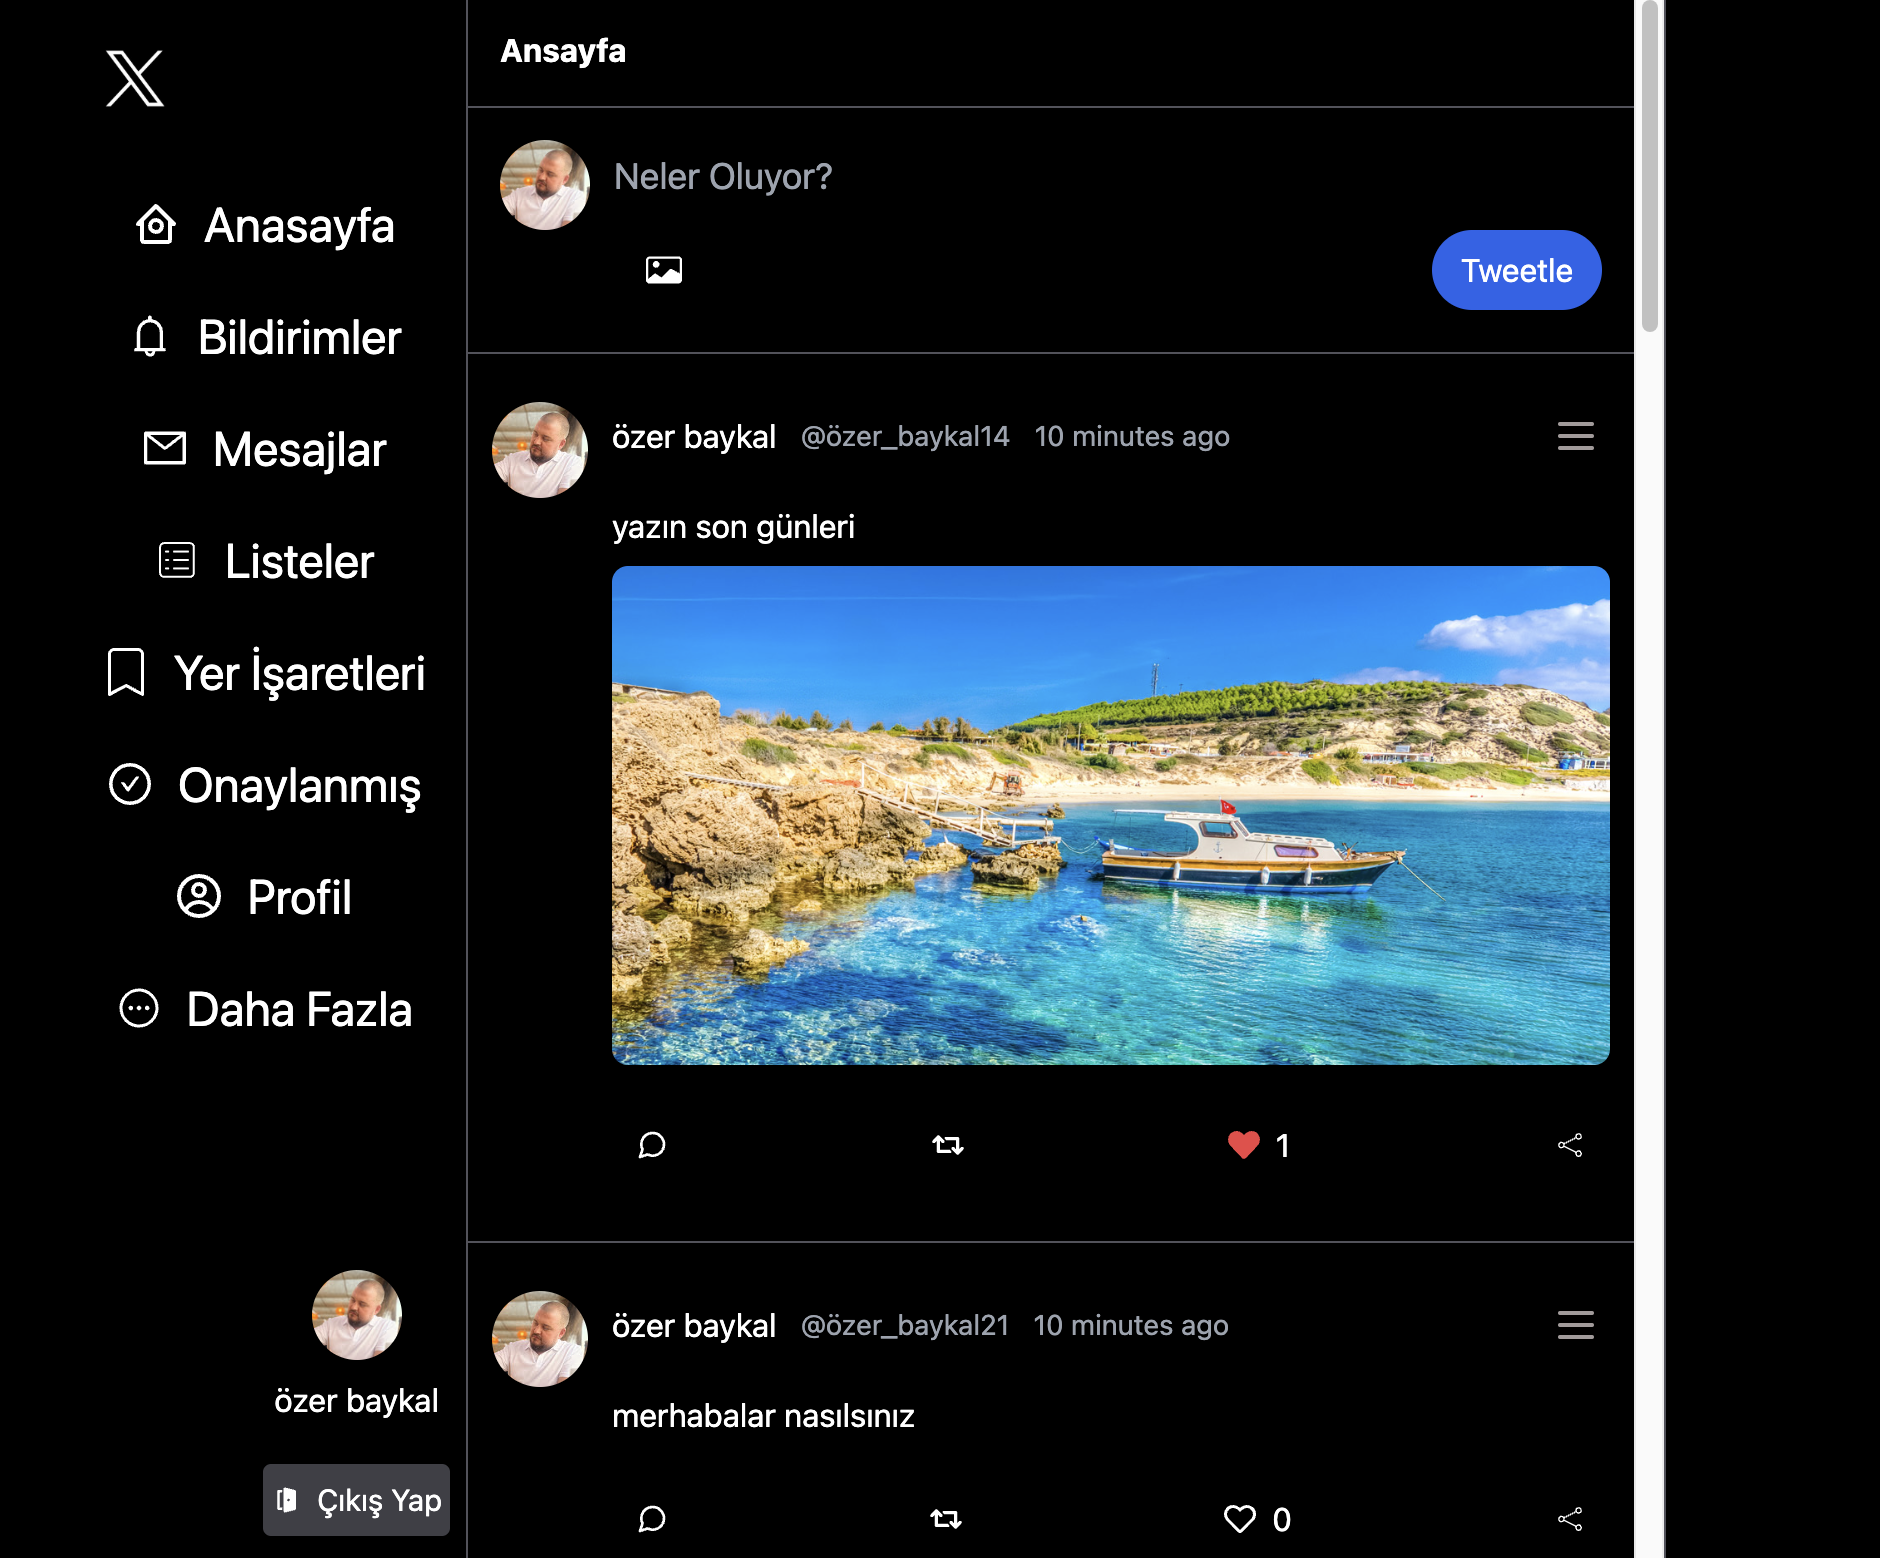 Anasayfa
Bildirimler
Mesajlar
Listeler
Yer İşaretleri
Onaylanmış
Profil
Daha Fazla
özer baykal
Çıkış Yap
Ansayfa
Neler Oluyor?
Tweetle
özer baykal @özer_baykal14 10 minutes ago
yazın son günleri
1
özer baykal @özer_baykal21 10 minutes ago
merhabalar nasılsınız
0